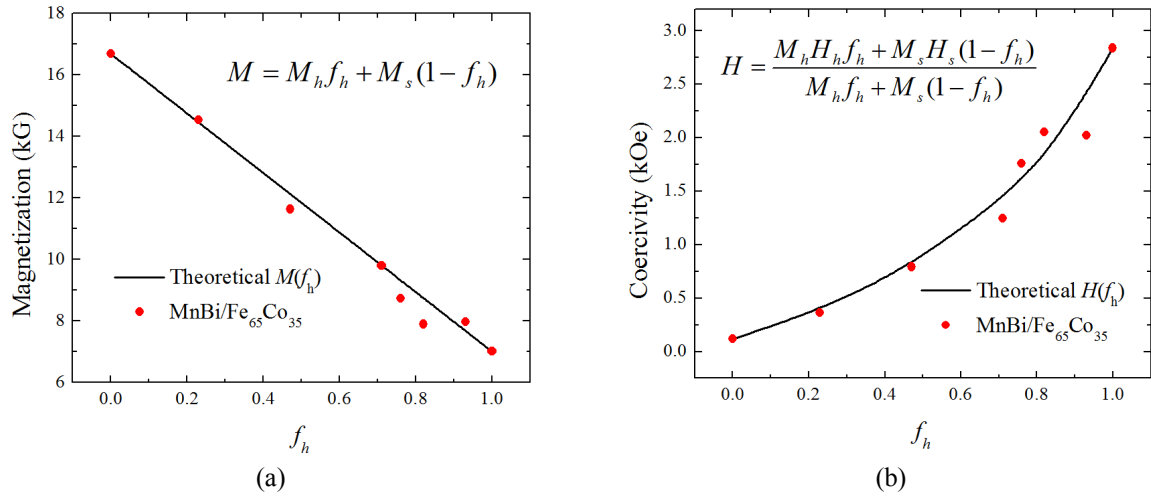 18
16
14
12
10
8
6
Magnetization (kG)
M = M_h f_h + M_s (1 − f_h)
Theoretical M(f_h)
MnBi/Fe₆₅Co₃₅
0.0 0.2 0.4 0.6 0.8 1.0
f_h
(a)
3.0
2.5
2.0
1.5
1.0
0.5
0.0
Coercivity (kOe)
H = \frac{M_h H_h f_h + M_s H_s (1 − f_h)}{M_h f_h + M_s (1 − f_h)}
Theoretical H(f_h)
MnBi/Fe₆₅Co₃₅
0.0 0.2 0.4 0.6 0.8 1.0
f_h
(b)